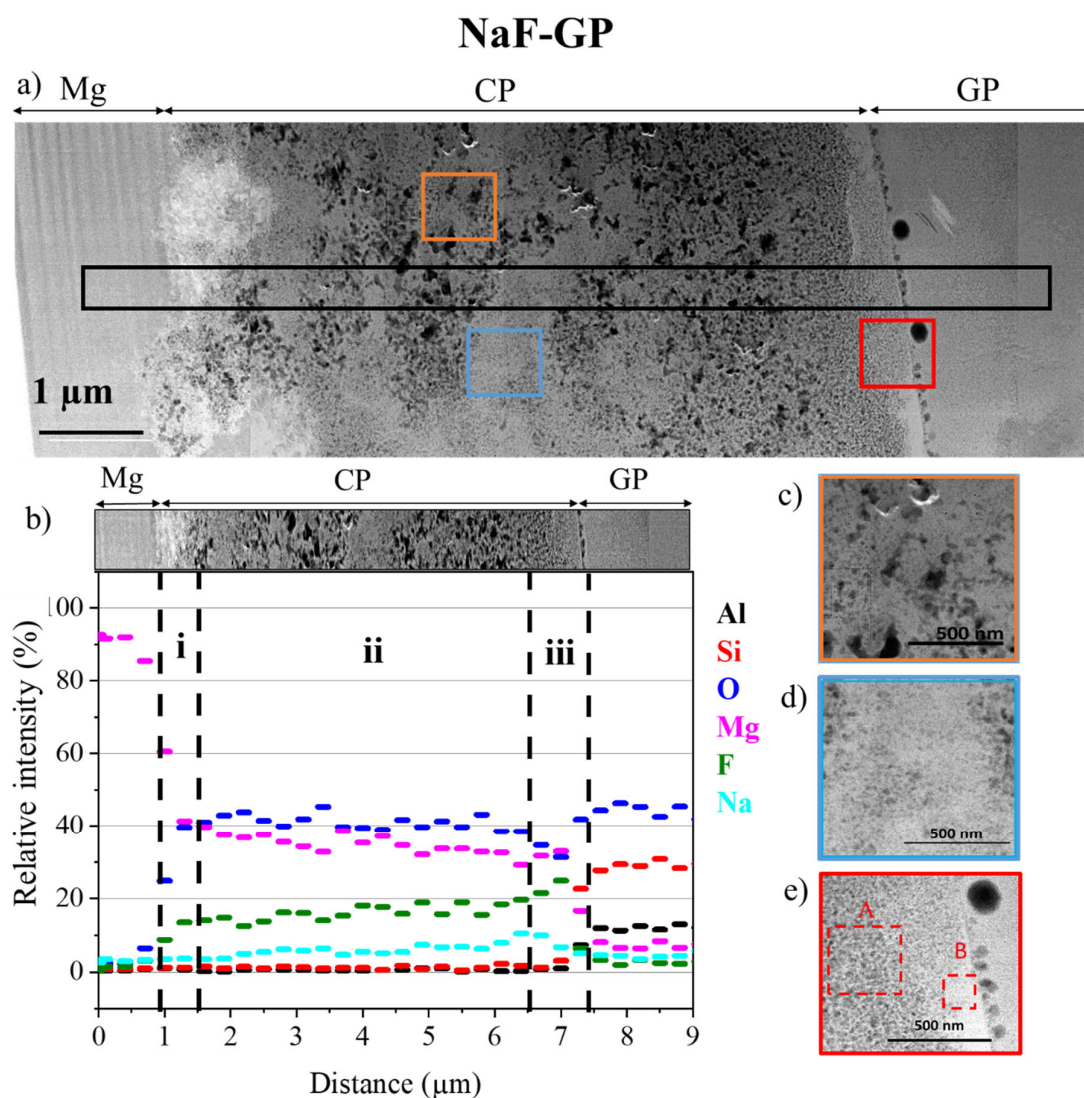 NaF-GP
a)
Mg CP GP
1 µm
Mg CP GP
b)
100
80
60
40
20
0
i ii iii
Relative intensity (%)
0 1 2 3 4 5 6 7 8 9
Distance (µm)
Al
Si
O
Mg
F
Na
c)
500 nm
d)
500 nm
e)
A
B
500 nm